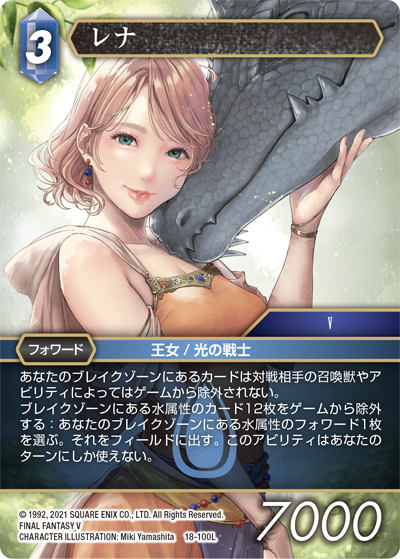 3
レナ
V
フォワード
王女 / 光の戦士
あなたのブレイクゾーンにあるカードは対戦相手の召喚獣やア
ビリティによってはゲームから除外されない。
ブレイクゾーンにある水属性のカード12枚をゲームから除外
する：あなたのブレイクゾーンにある水属性のフォワード1枚
を選ぶ。それをフィールドに出す。このアビリティはあなたの
ターンにしか使えない。
© 1992, 2021 SQUARE ENIX CO., LTD. All Rights Reserved.
FINAL FANTASY V
CHARACTER ILLUSTRATION: Miki Yamashita
18-100L
7000